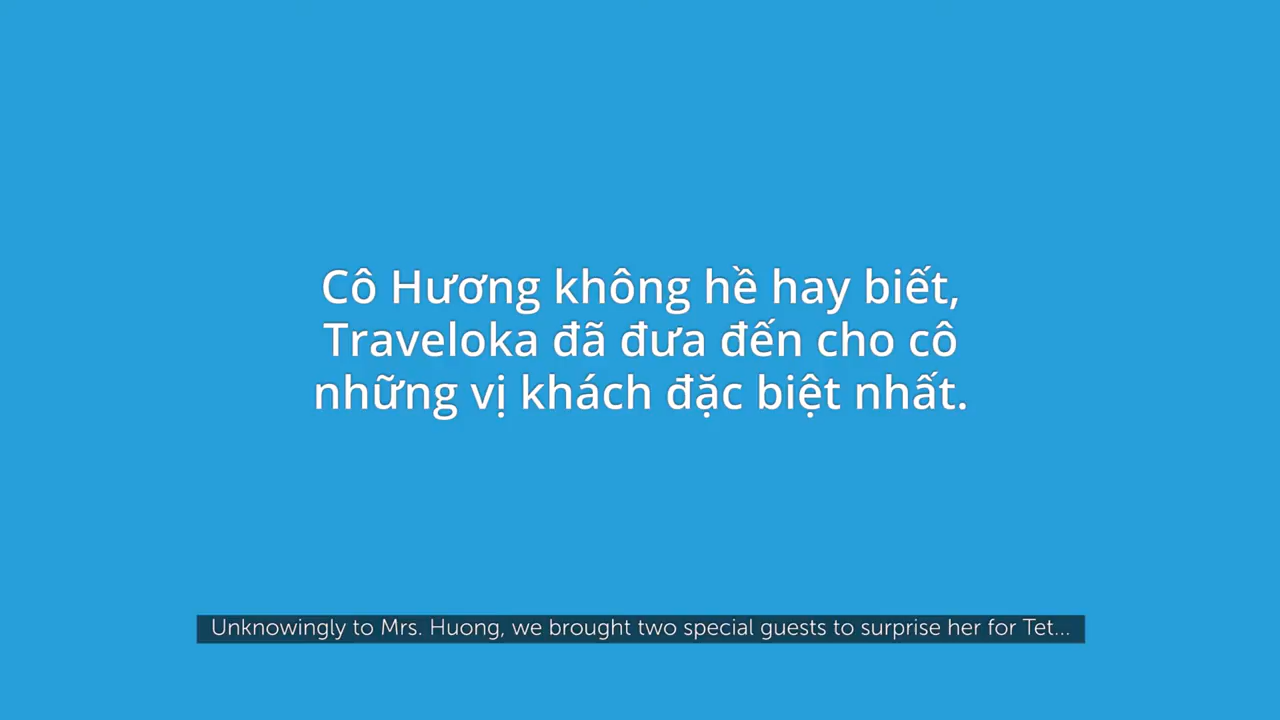 Cô Hương không hề hay biết,
Traveloka đã đưa đến cho cô
những vị khách đặc biệt nhất.
Unknowingly to Mrs. Huong, we brought two special guests to surprise her for Tet...